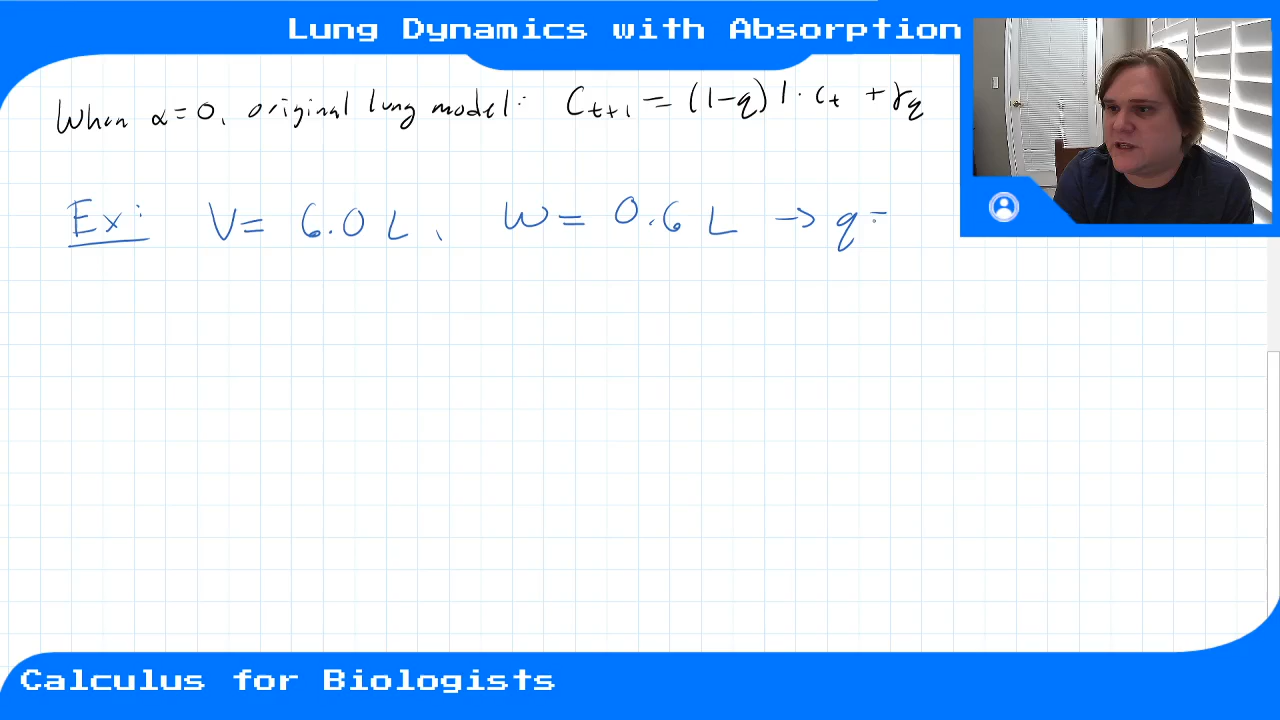 Lung Dynamics with Absorption
When α=0, original lung model: Cₜ₊₁ = (1-q) 1 · cₜ + γq
Ex: V= 6.0 L, W= 0.6 L → q=
Calculus for Biologists